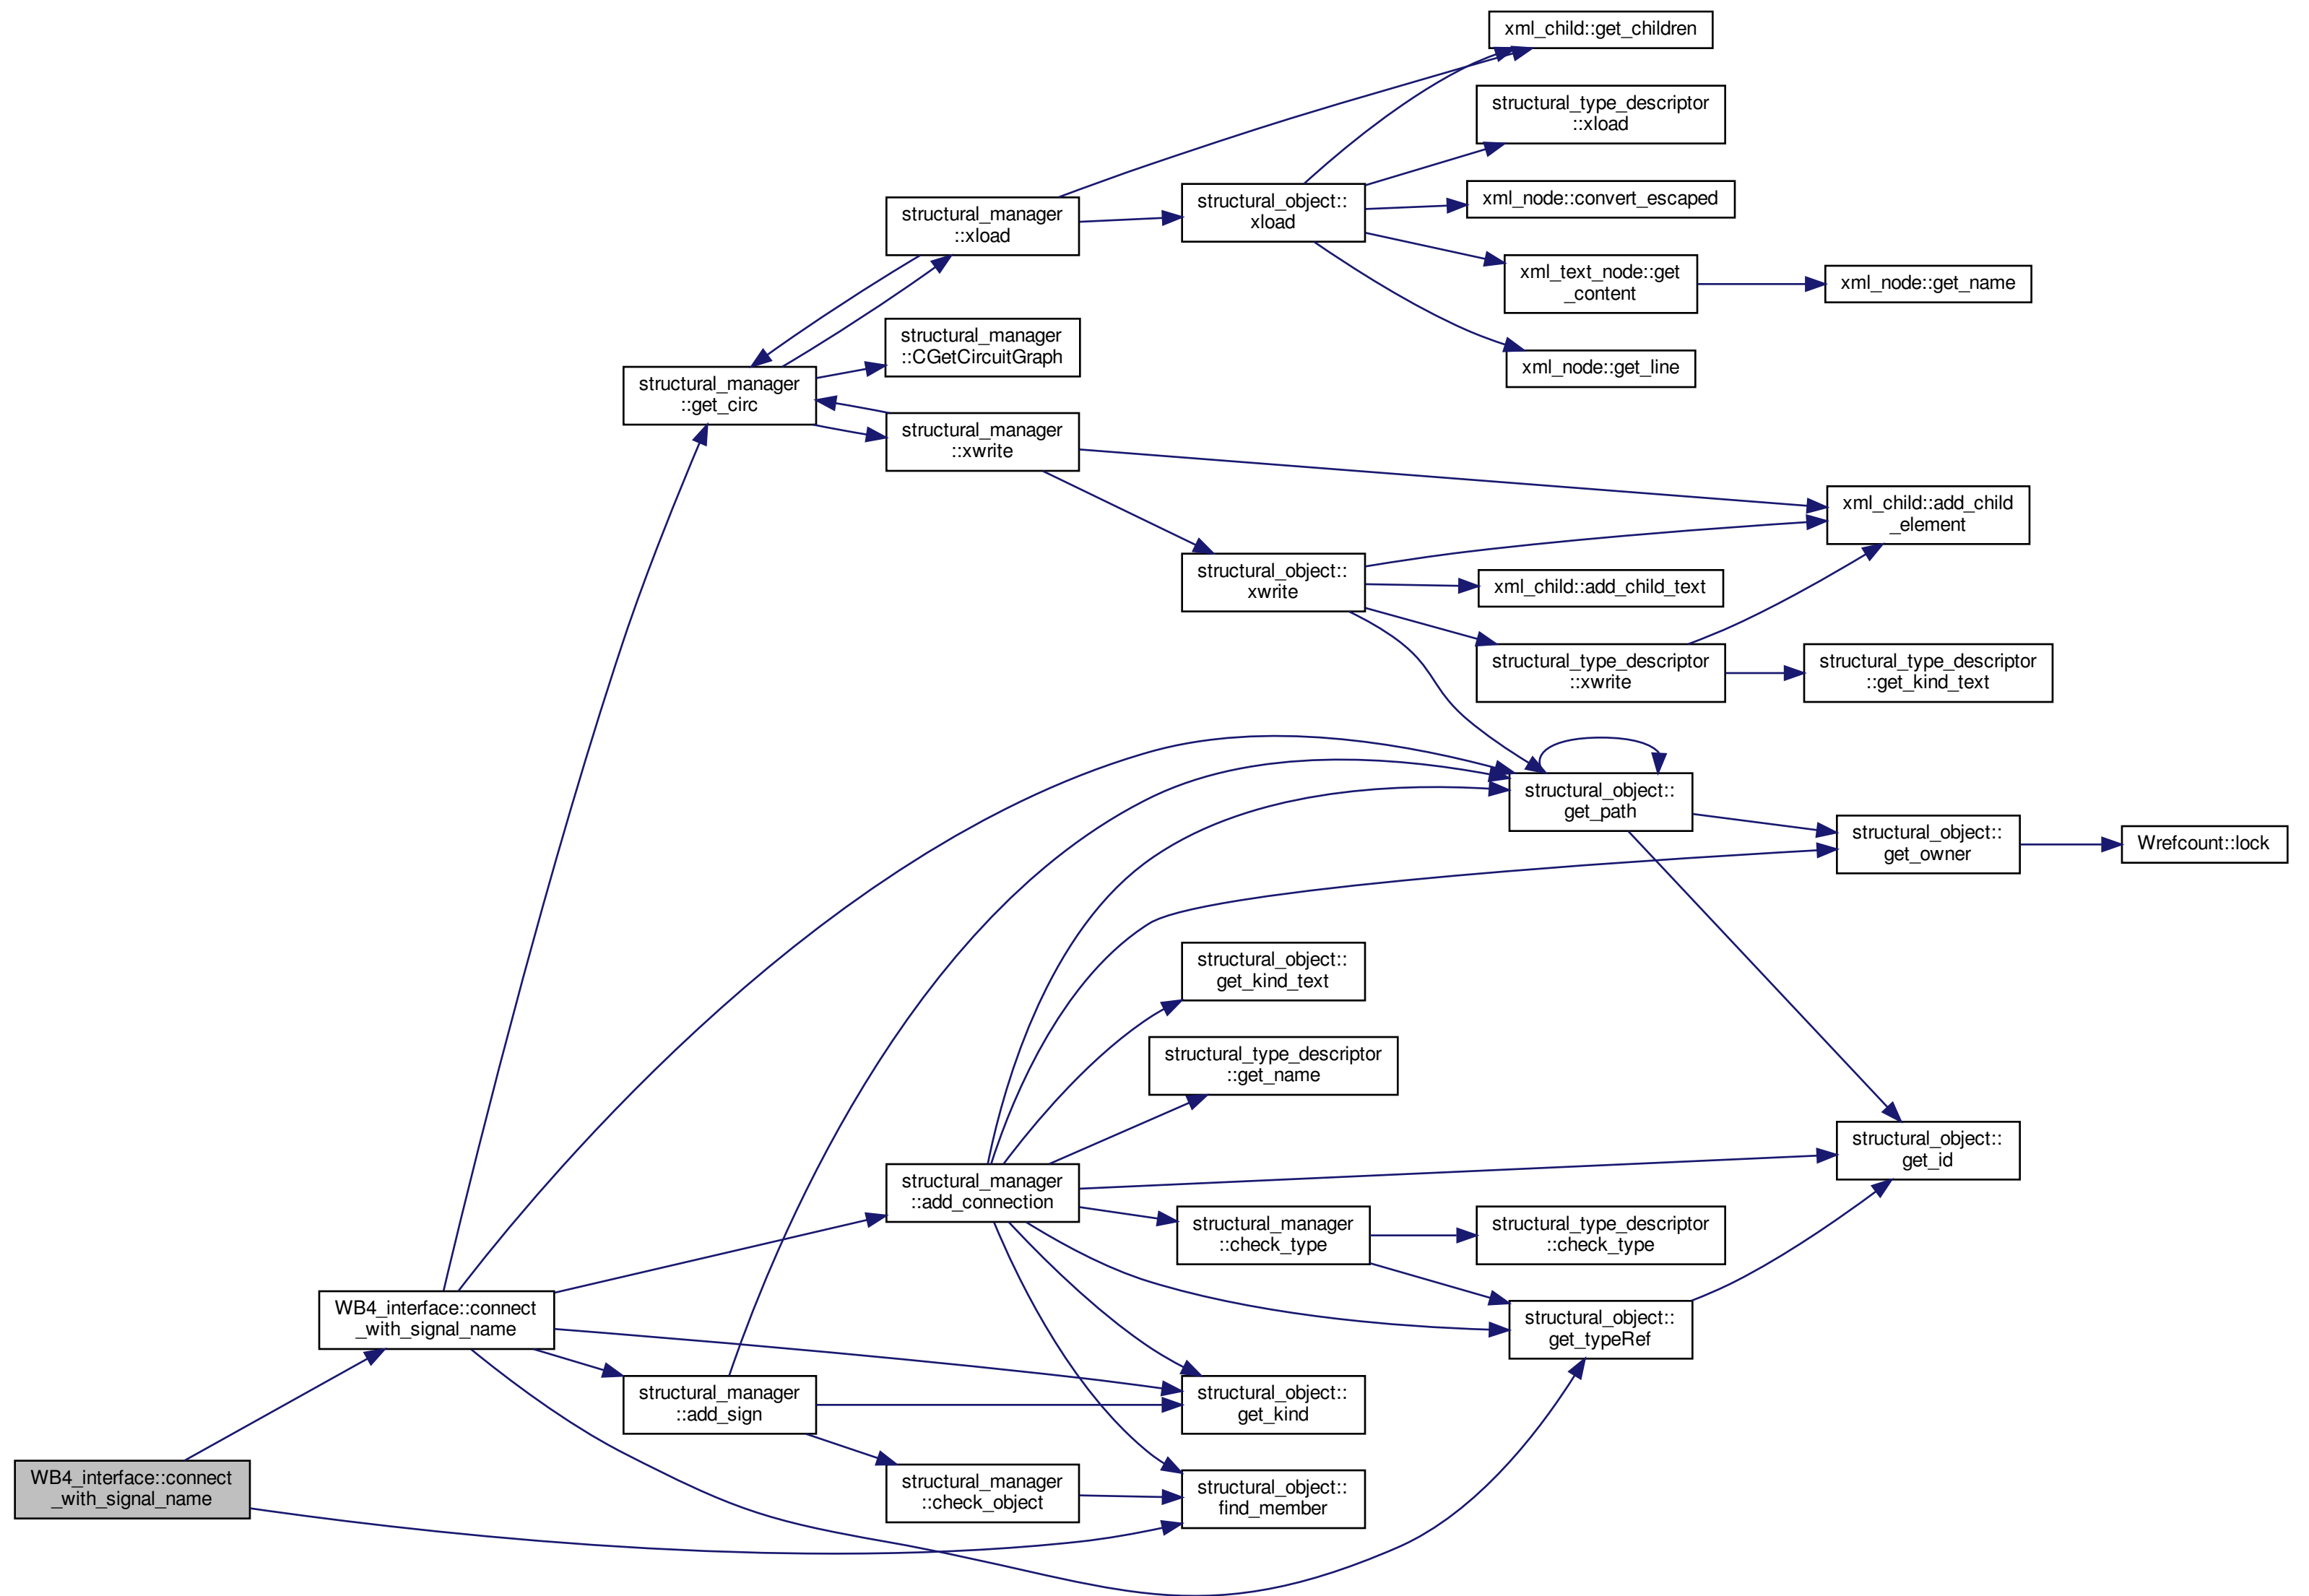 xml_child::get_children
structural_type_descriptor
::xload
structural_manager
::xload
structural_object::
xload
xml_node::convert_escaped
xml_text_node::get
_content
xml_node::get_name
structural_manager
::CGetCircuitGraph
xml_node::get_line
structural_manager
::get_circ
structural_manager
::xwrite
xml_child::add_child
_element
structural_object::
xwrite
xml_child::add_child_text
structural_type_descriptor
::xwrite
structural_type_descriptor
::get_kind_text
structural_object::
get_path
structural_object::
get_owner
Wrefcount::lock
structural_object::
get_kind_text
structural_type_descriptor
::get_name
structural_object::
get_id
structural_manager
::add_connection
structural_manager
::check_type
structural_type_descriptor
::check_type
WB4_interface::connect
_with_signal_name
structural_object::
get_typeRef
structural_manager
::add_sign
structural_object::
get_kind
WB4_interface::connect
_with_signal_name
structural_manager
::check_object
structural_object::
find_member